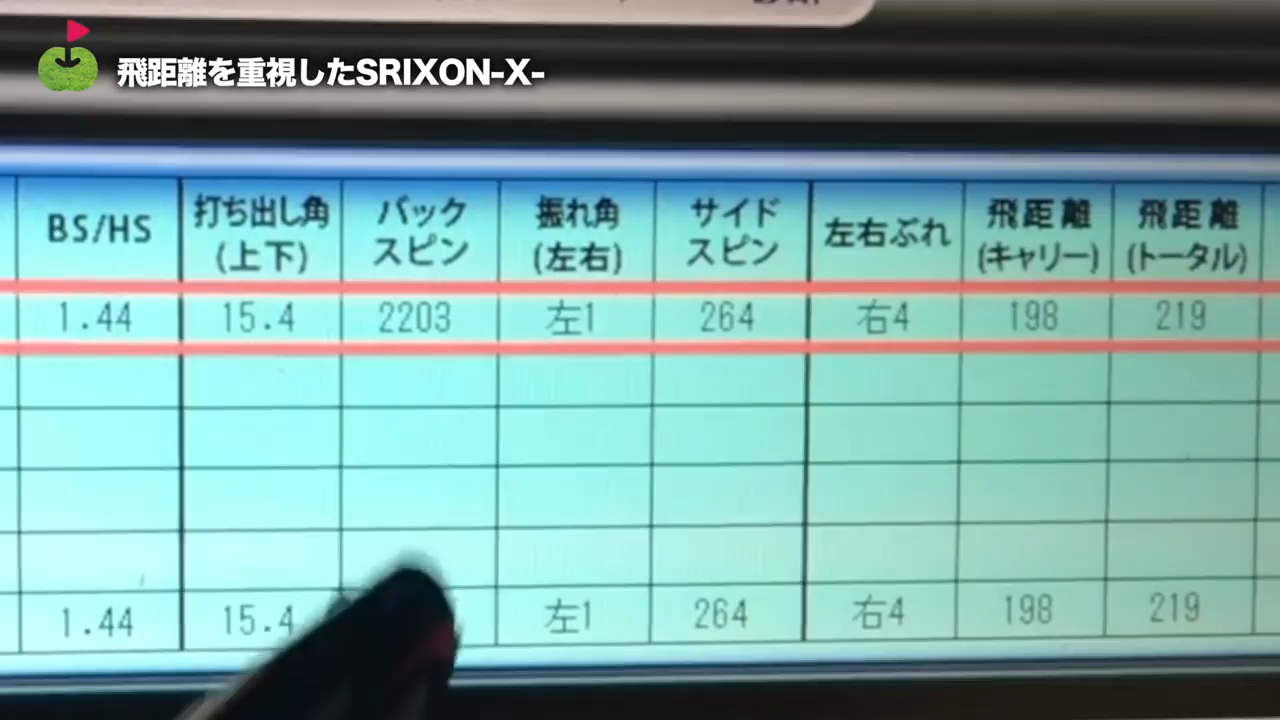 飛距離を重視したSRIXON-X-
BS/HS 打ち出し角(上下) バックスピン 振れ角(左右) サイドスピン 左右ぶれ 飛距離(キャリー) 飛距離(トータル)
1.44 15.4 2203 左1 264 右4 198 219
1.44 15.4 左1 264 右4 198 219